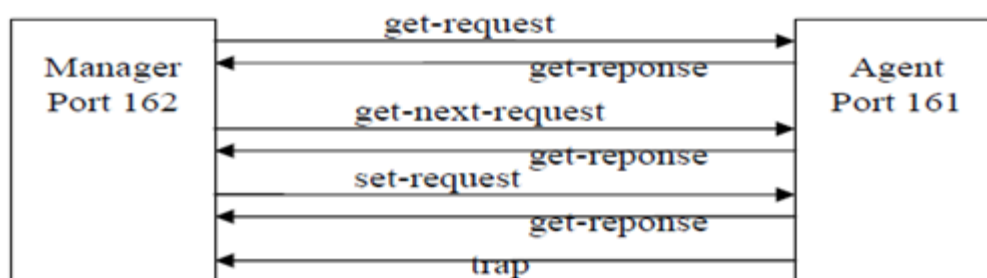 get-request
Manager
Port 162
get-reponse
Agent
Port 161
get-next-request
get-reponse
set-request
get-reponse
trap